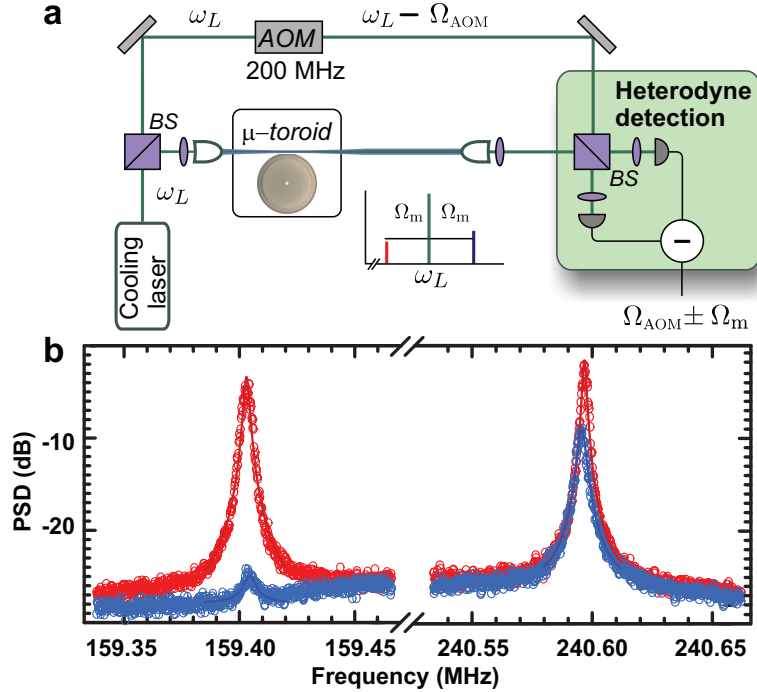 a
ω_L
AOM
ω_L − Ω_AOM
200 MHz
Heterodyne
detection
BS
μ–toroid
BS
ω_L
Ω_m
Ω_m
ω_L
−
Cooling
laser
Ω_AOM ± Ω_m
b
PSD (dB)
-10
-20
159.35
159.40
159.45
240.55
240.60
240.65
Frequency (MHz)